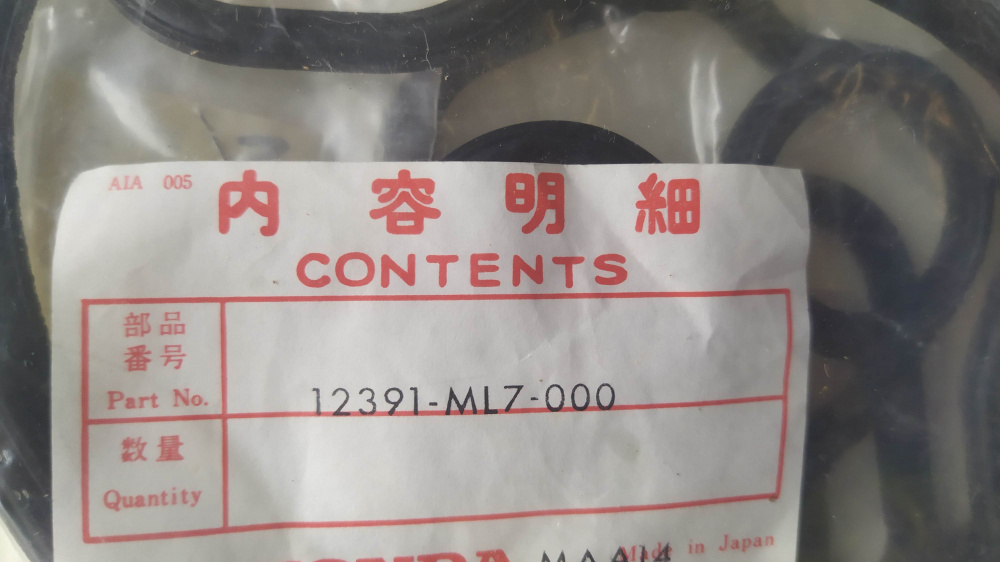 AIA 005
内容明細
CONTENTS
部品
番号
Part No.
12391-ML7-000
数量
Quantity
Made in Japan